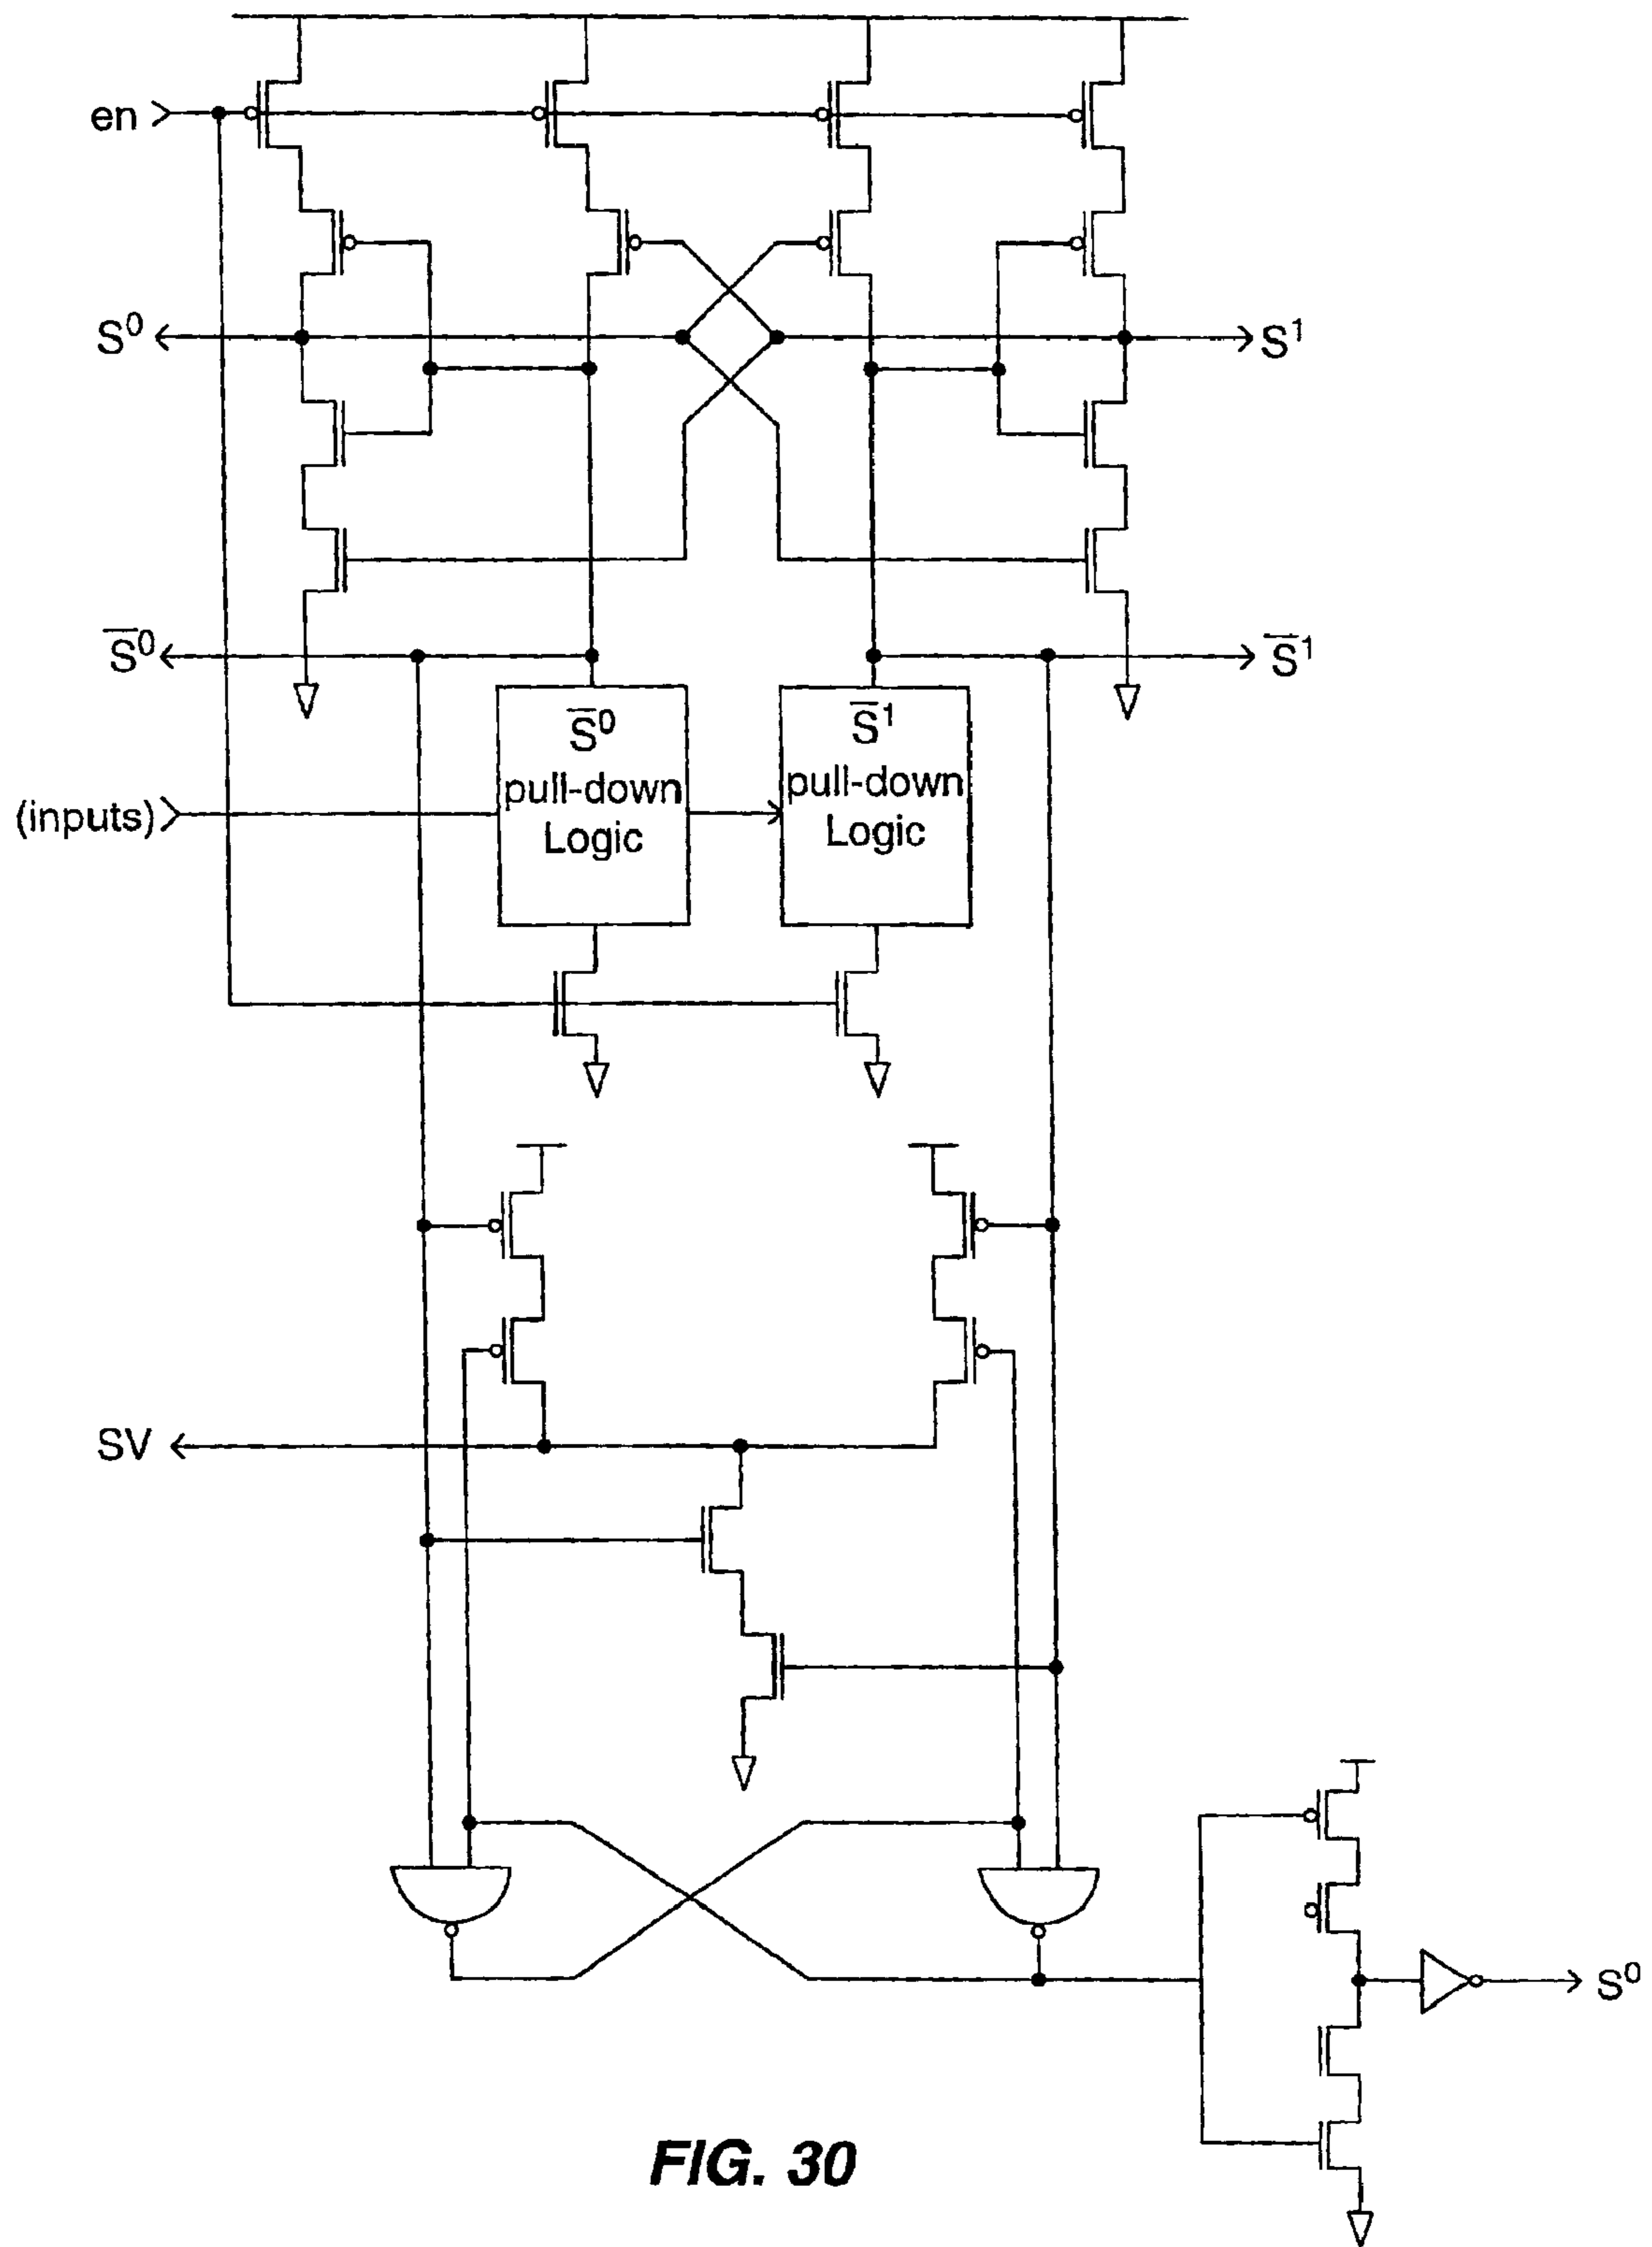 en
S⁰
S¹
S̅⁰
S̅¹
S̅⁰
pull-down
Logic
S̅¹
pull-down
Logic
(inputs)
SV
S⁰
FIG. 30